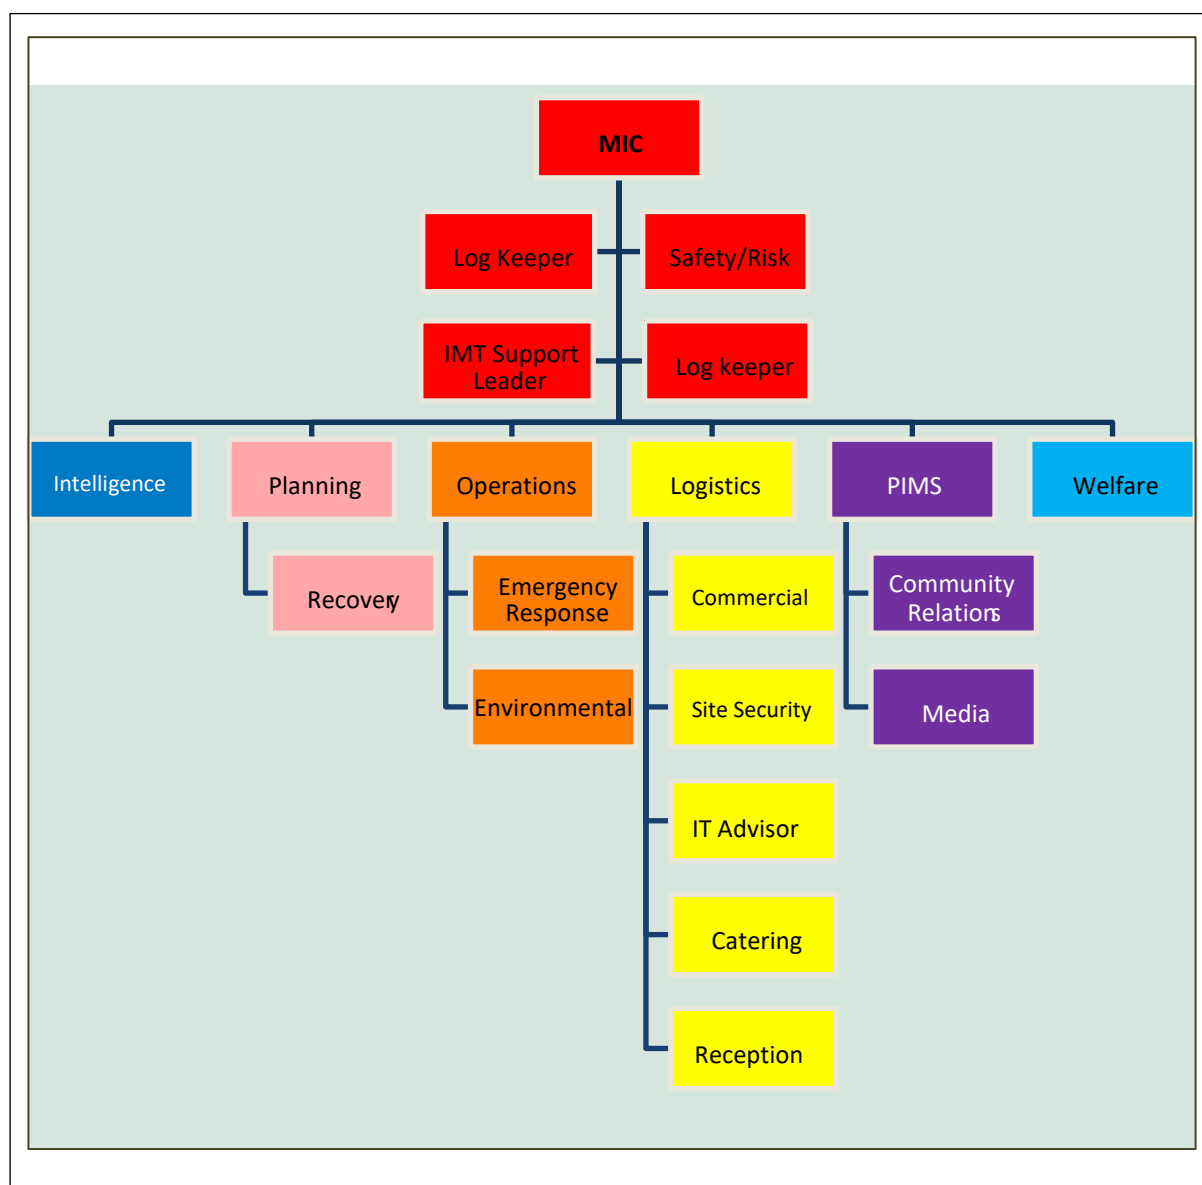 MIC
Log Keeper
Safety/Risk
IMT Support
Leader
Log keeper
Intelligence
Planning
Operations
Logistics
PIMS
Welfare
Recovery
Emergency
Response
Commercial
Community
Relations
Environmental
Site Security
Media
IT Advisor
Catering
Reception